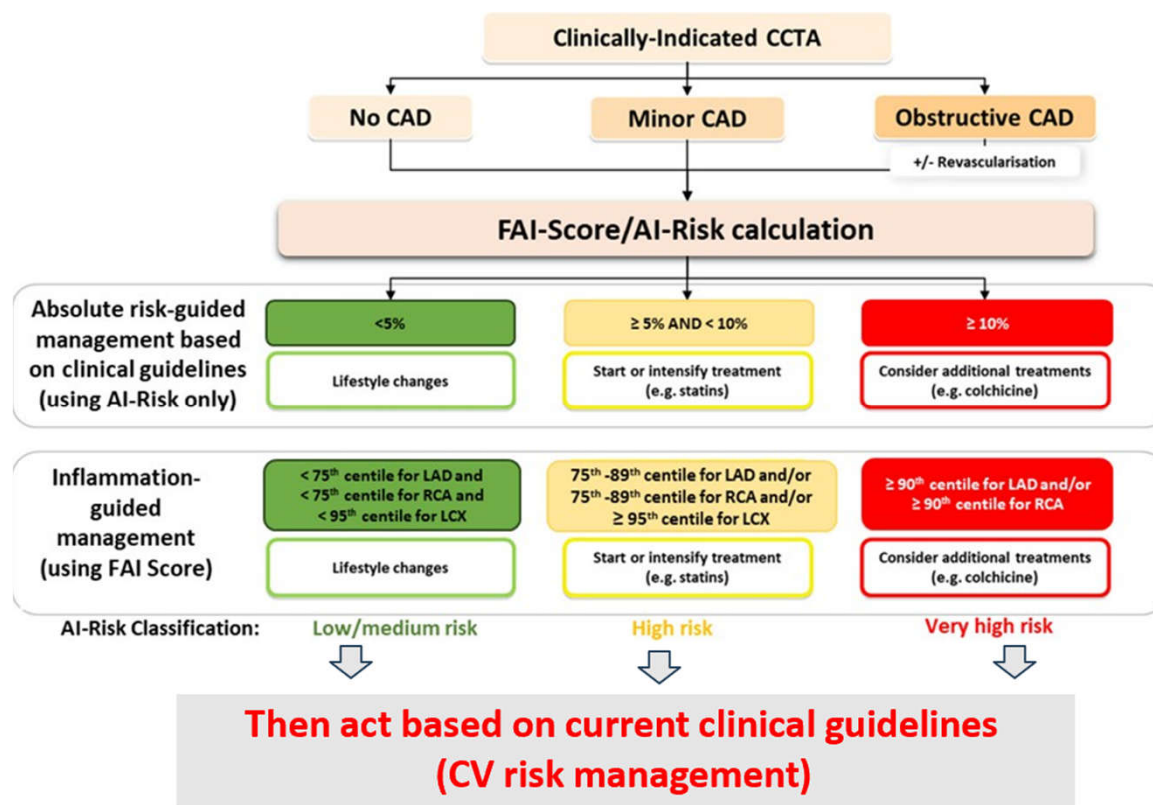 Clinically-Indicated CCTA
No CAD
Minor CAD
Obstructive CAD
+/- Revascularisation
FAI-Score/AI-Risk calculation
Absolute risk-guided
management based
on clinical guidelines
(using AI-Risk only)
<5%
≥ 5% AND < 10%
≥ 10%
Lifestyle changes
Start or intensify treatment
(e.g. statins)
Consider additional treatments
(e.g. colchicine)
Inflammation-
guided
management
(using FAI Score)
< 75th centile for LAD and
< 75th centile for RCA and
< 95th centile for LCX
75th -89th centile for LAD and/or
75th -89th centile for RCA and/or
≥ 95th centile for LCX
≥ 90th centile for LAD and/or
≥ 90th centile for RCA
Lifestyle changes
Start or intensify treatment
(e.g. statins)
Consider additional treatments
(e.g. colchicine)
AI-Risk Classification:
Low/medium risk
High risk
Very high risk
Then act based on current clinical guidelines
(CV risk management)